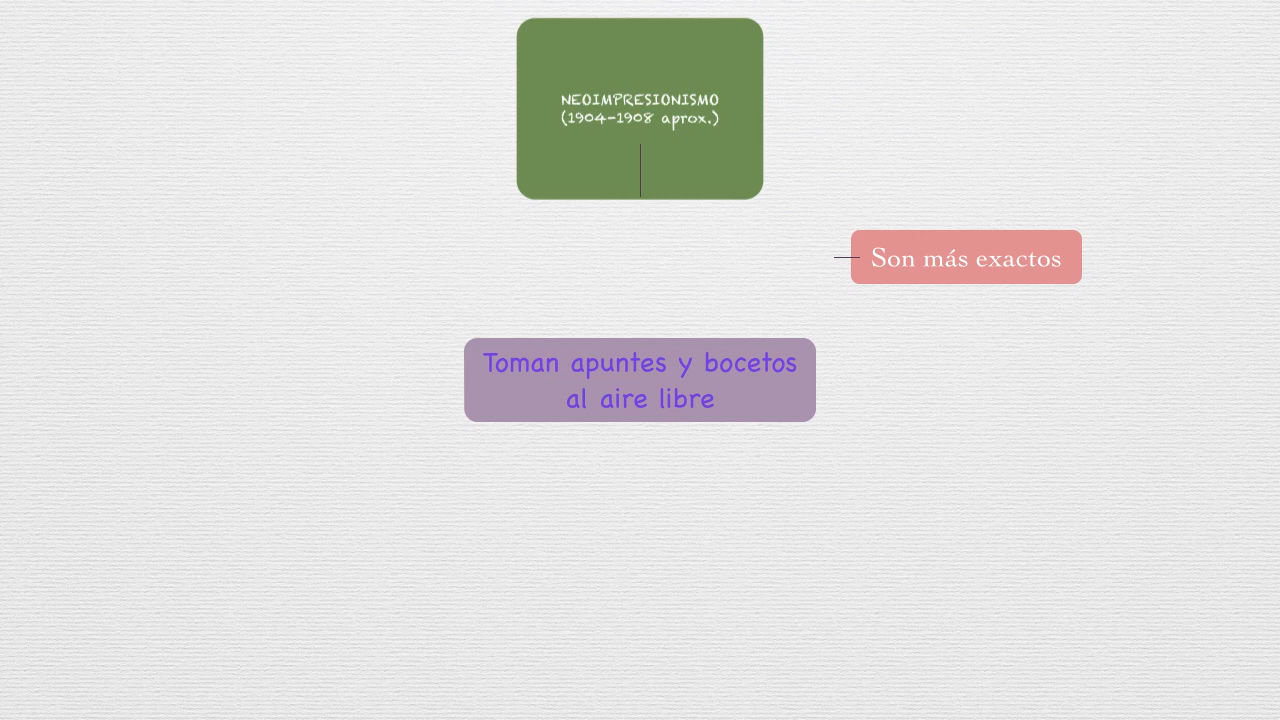 NEOIMPRESIONISMO
(1904-1908 aprox.)
Son más exactos
Toman apuntes y bocetos
al aire libre